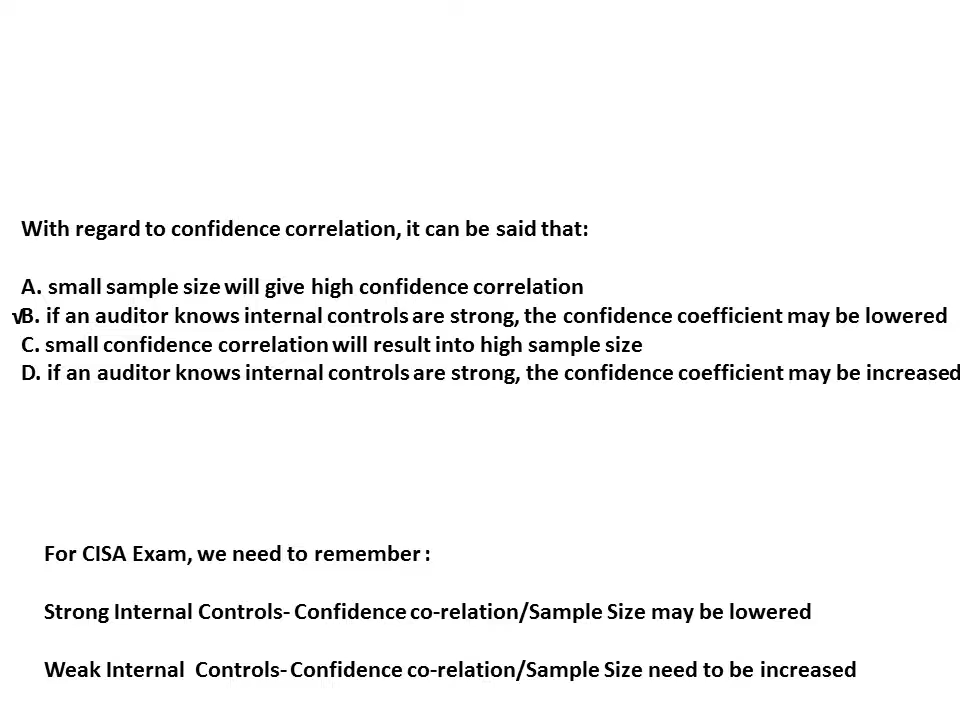 With regard to confidence correlation, it can be said that:
A. small sample size will give high confidence correlation
√B. if an auditor knows internal controls are strong, the confidence coefficient may be lowered
C. small confidence correlation will result into high sample size
D. if an auditor knows internal controls are strong, the confidence coefficient may be increased
For CISA Exam, we need to remember :
Strong Internal Controls- Confidence co-relation/Sample Size may be lowered
Weak Internal Controls- Confidence co-relation/Sample Size need to be increased